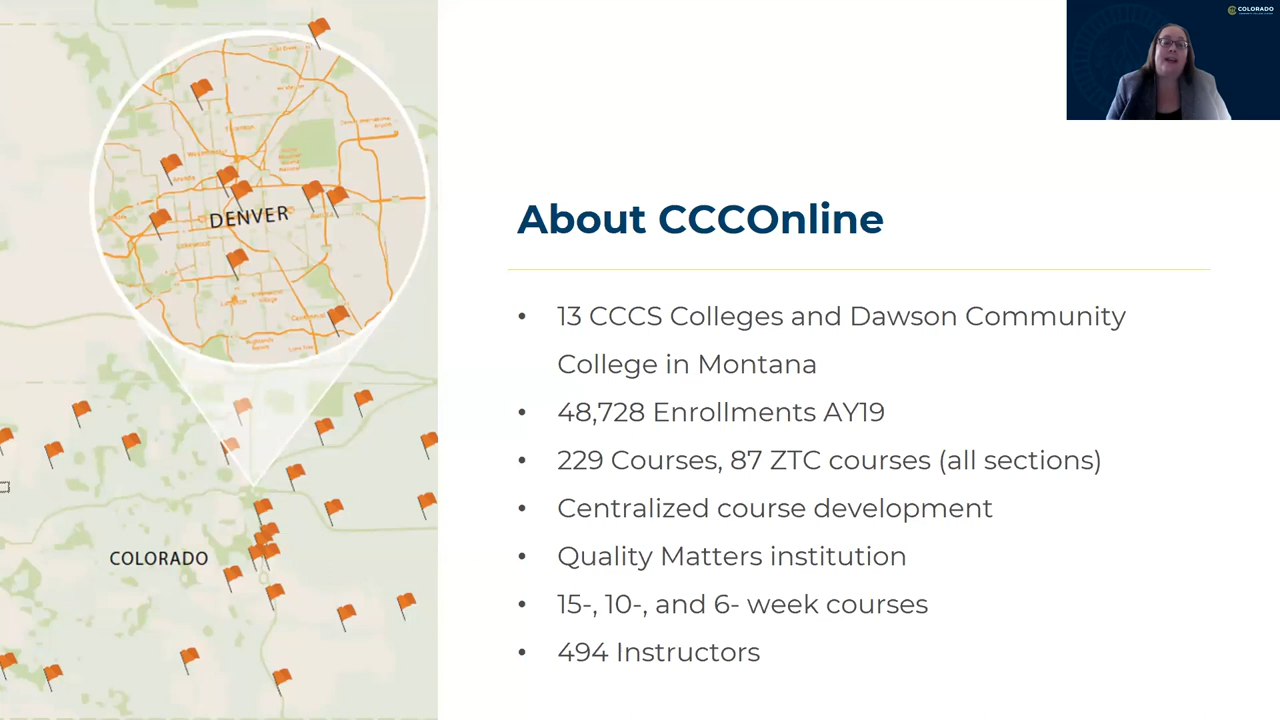 COLORADO
DENVER
COLORADO
About CCCOnline
• 13 CCCS Colleges and Dawson Community
College in Montana
• 48,728 Enrollments AY19
• 229 Courses, 87 ZTC courses (all sections)
• Centralized course development
• Quality Matters institution
• 15-, 10-, and 6- week courses
• 494 Instructors